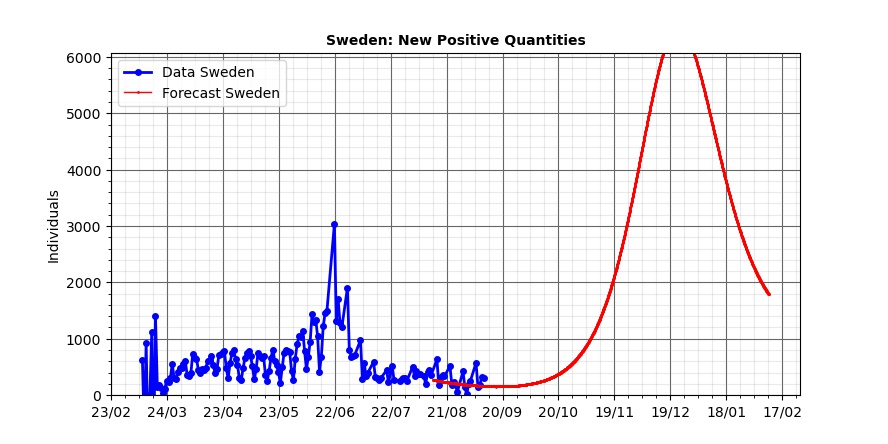 Sweden: New Positive Quantities
Data Sweden
Forecast Sweden
Individuals
6000
5000
4000
3000
2000
1000
0
23/02 24/03 23/04 23/05 22/06 22/07 21/08 20/09 20/10 19/11 19/12 18/01 17/02